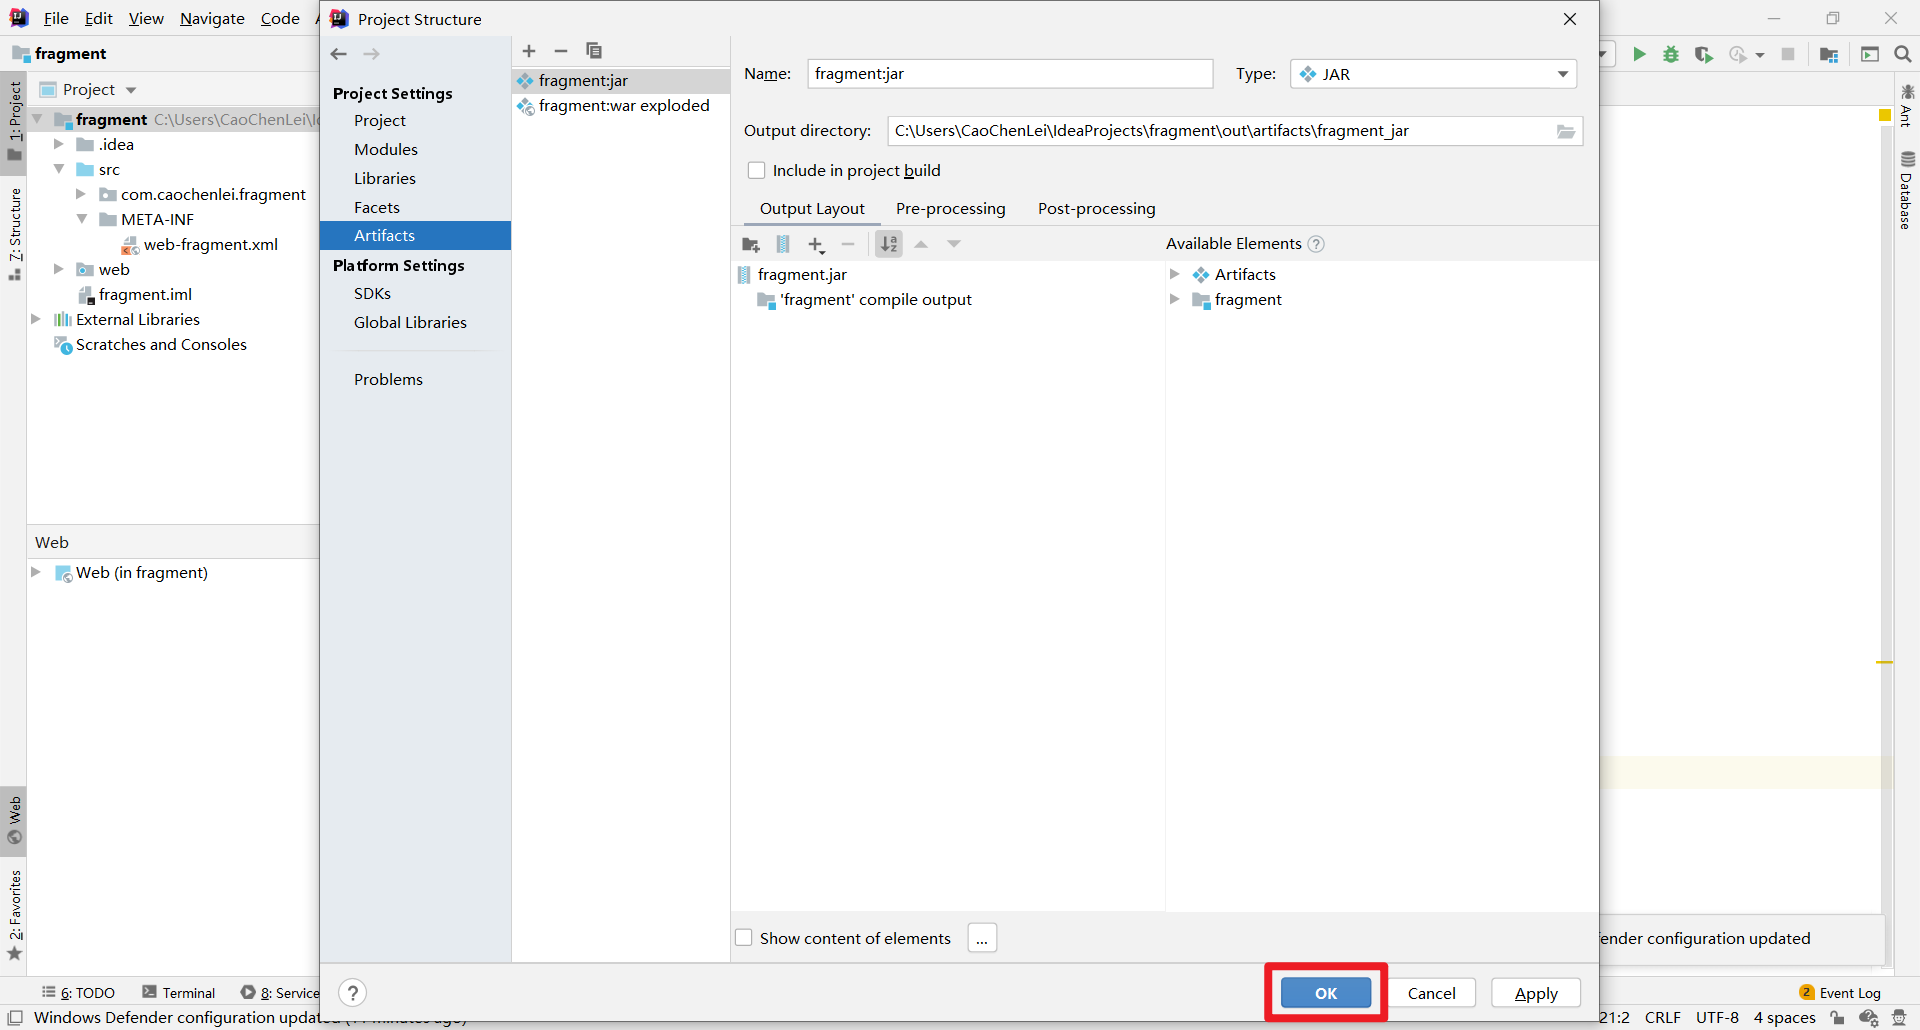 File Edit View Navigate Code
Project Structure
fragment
Project
fragment C:\Users\CaoChenLei\I
.idea
src
com.caochenlei.fragment
META-INF
web-fragment.xml
web
fragment.iml
External Libraries
Scratches and Consoles
Web
Web (in fragment)
1: Project
7: Structure
Web
2: Favorites
Project Settings
Project
Modules
Libraries
Facets
Artifacts
Platform Settings
SDKs
Global Libraries
Problems
fragment:jar
fragment:war exploded
Name: fragment:jar Type: JAR
Output directory: C:\Users\CaoChenLei\IdeaProjects\fragment\out\artifacts\fragment_jar
Include in project build
Output Layout Pre-processing Post-processing
Available Elements ?
fragment.jar
'fragment' compile output
Artifacts
fragment
Show content of elements ...
? OK Cancel Apply
Ant
Database
ender configuration updated
6: TODO Terminal 8: Service
2 Event Log
Windows Defender configuration updated minutes ago)
21:2 CRLF UTF-8 4 spaces